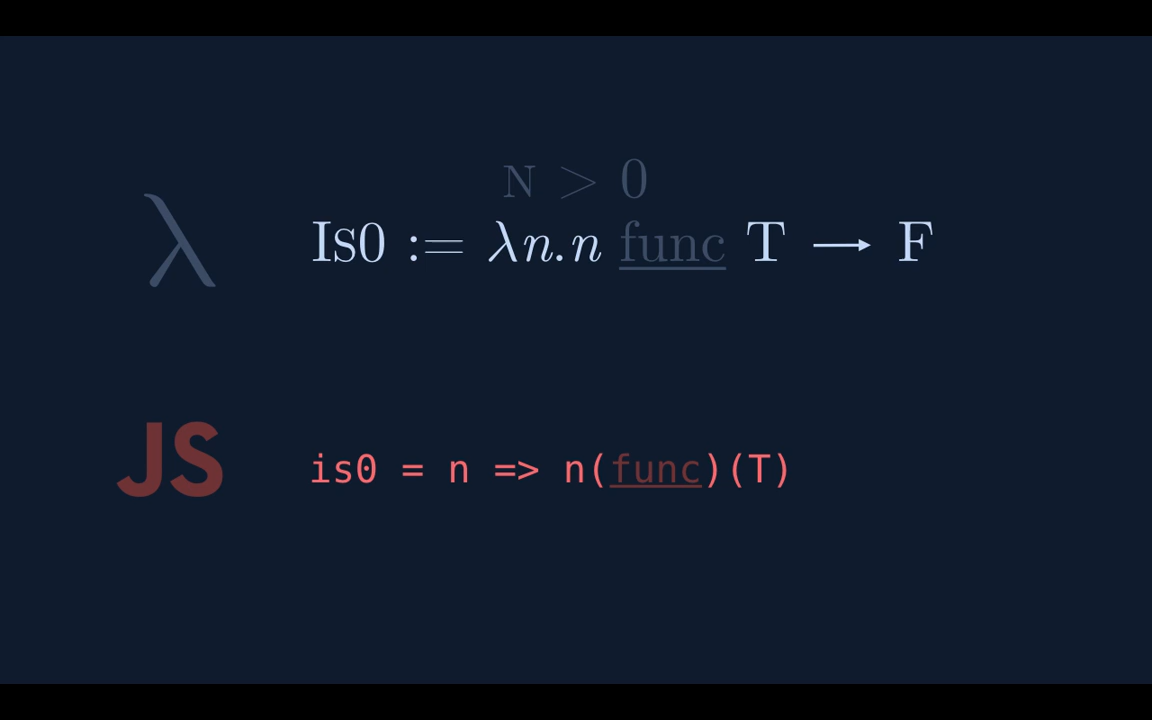 N > 0
λ
Is0 := λn.n func T → F
JS
is0 = n => n(func)(T)